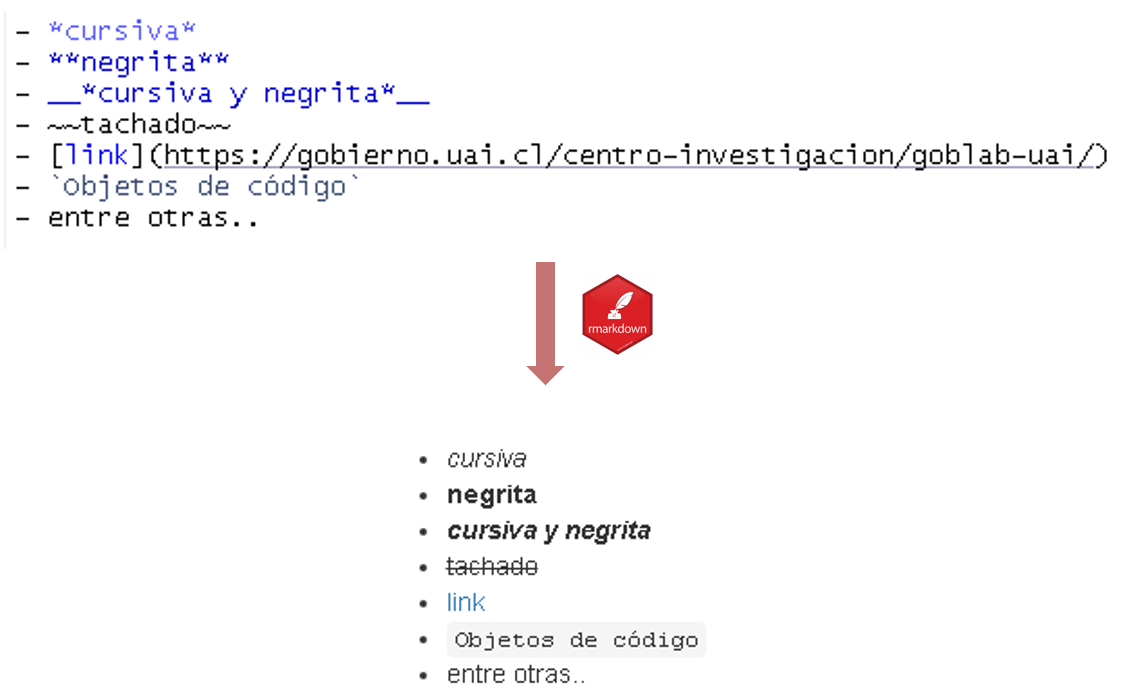 - *cursiva*
- **negrita**
- __*cursiva y negrita*__
- ~~tachado~~
- [link](https://gobierno.uai.cl/centro-investigacion/goblab-uai/)
- `Objetos de código`
- entre otras..
rmarkdown
• cursiva
• negrita
• cursiva y negrita
• tachado
• link
• Objetos de código
• entre otras..